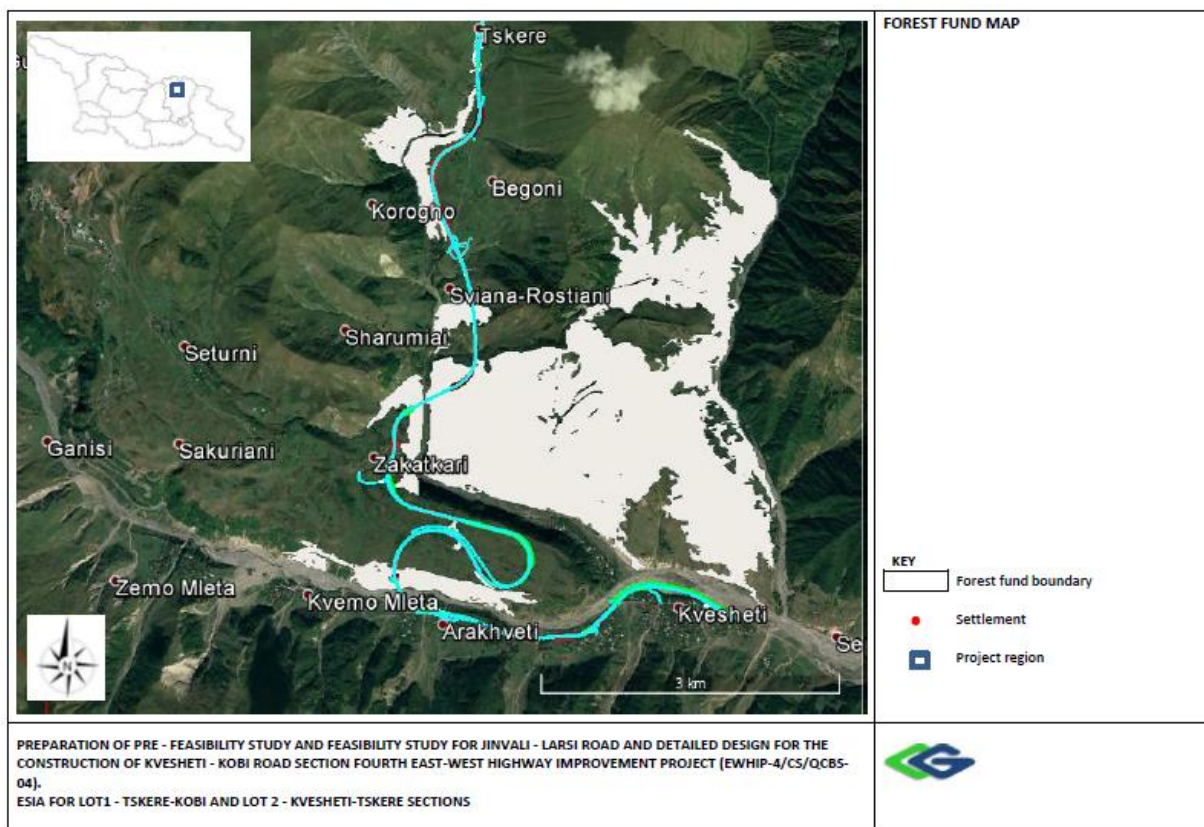 FOREST FUND MAP
Tskere
Begoni
Korogho
Sviana-Rostiani
Sharumiai
Seturni
Ganisi
Sakuriani
Zakatkari
Zemo Mleta
Kvemo Mleta
Arakhveti
Kvesheti
Se
N
3 km
KEY
Forest fund boundary
Settlement
Project region
PREPARATION OF PRE - FEASIBILITY STUDY AND FEASIBILITY STUDY FOR JINVALI - LARSI ROAD AND DETAILED DESIGN FOR THE
CONSTRUCTION OF KVESHETI - KOBI ROAD SECTION FOURTH EAST-WEST HIGHWAY IMPROVEMENT PROJECT (EWHIP-4/CS/QCBS-
04).
ESIA FOR LOT1 - TSKERE-KOBI AND LOT 2 - KVESHETI-TSKERE SECTIONS